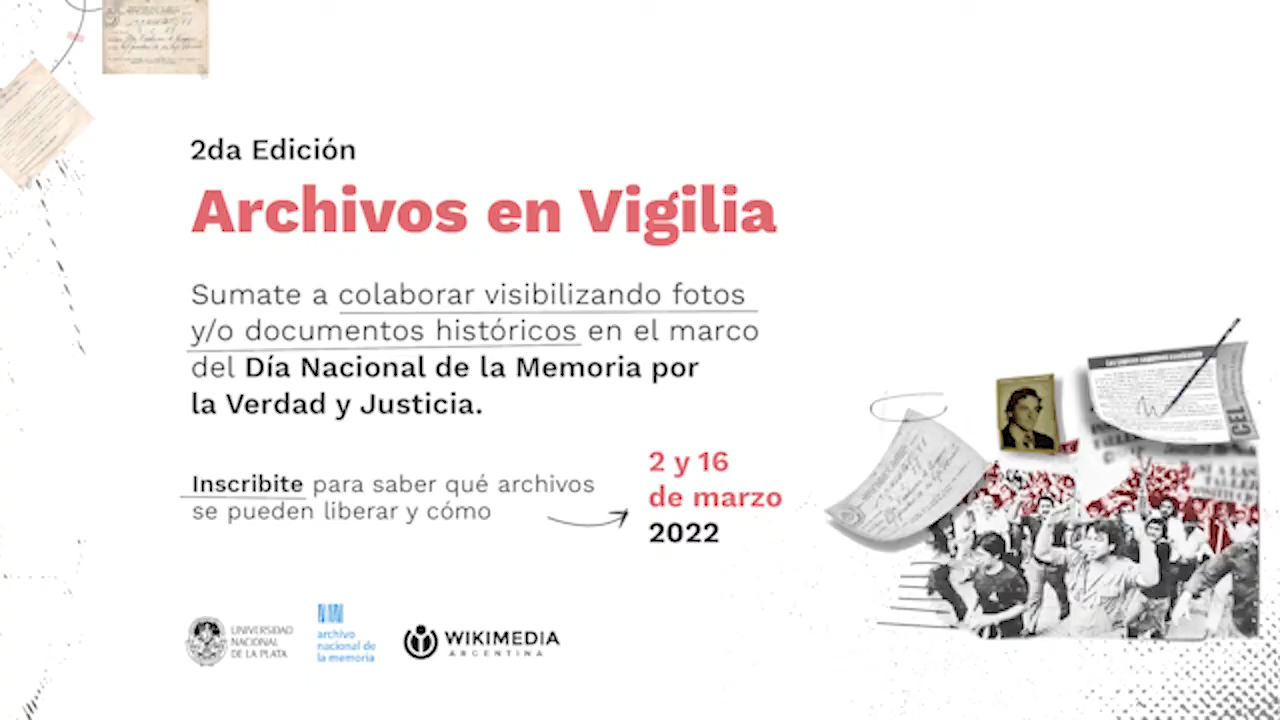 2da Edición
Archivos en Vigilia
Sumate a colaborar visibilizando fotos
y/o documentos históricos en el marco
del Día Nacional de la Memoria por
la Verdad y Justicia.
Inscribite para saber qué archivos
se pueden liberar y cómo
2 y 16
de marzo
2022
UNIVERSIDAD
NACIONAL
DE LA PLATA
archivo
nacional de
la memoria
WIKIMEDIA
ARGENTINA
CEL